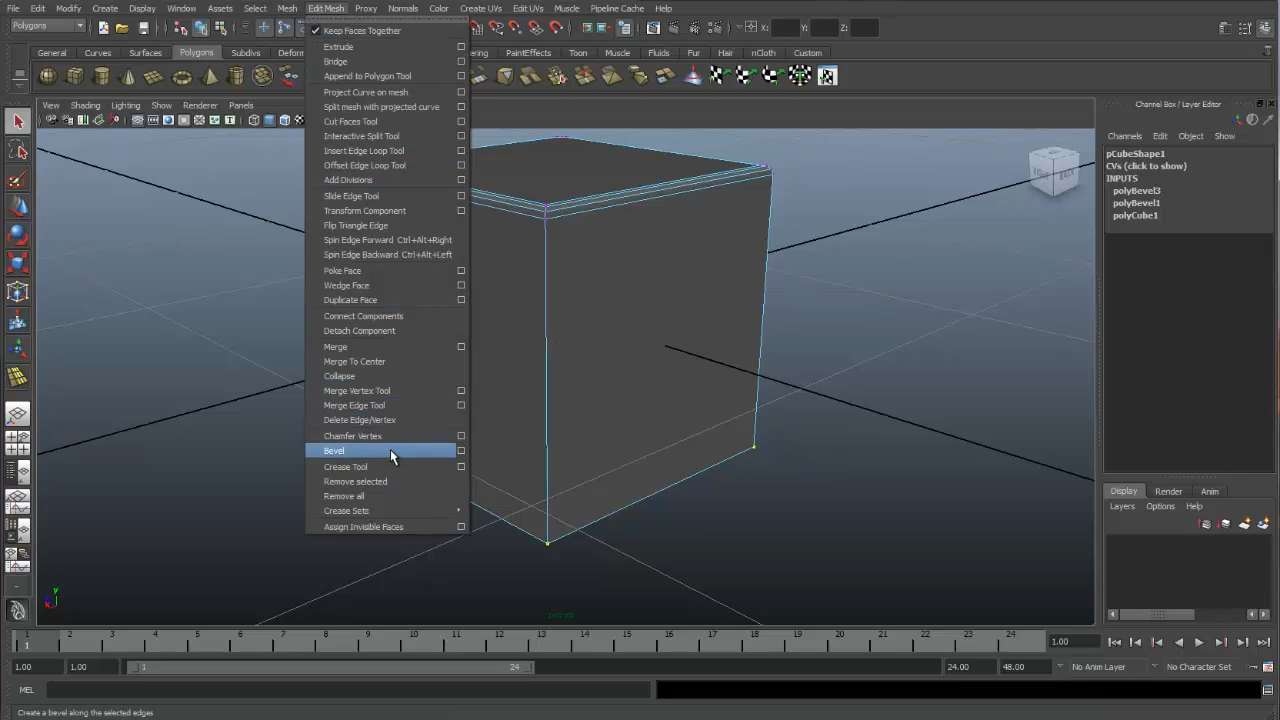 File Edit Modify Create Display Window Assets Select Mesh Edit Mesh Proxy Normals Color Create UVs Edit UVs Muscle Pipeline Cache Help
Polygons X: Y: Z:
General Curves Surfaces Polygons Subdivs Deform ring PaintEffects Toon Muscle Fluids Fur Hair nCloth Custom
View Shading Lighting Show Renderer Panels
Keep Faces Together
Extrude
Bridge
Append to Polygon Tool
Project Curve on mesh
Split mesh with projected curve
Cut Faces Tool
Interactive Split Tool
Insert Edge Loop Tool
Offset Edge Loop Tool
Add Divisions
Slide Edge Tool
Transform Component
Flip Triangle Edge
Spin Edge Forward Ctrl+Alt+Right
Spin Edge Backward Ctrl+Alt+Left
Poke Face
Wedge Face
Duplicate Face
Connect Components
Detach Component
Merge
Merge To Center
Collapse
Merge Vertex Tool
Merge Edge Tool
Delete Edge/Vertex
Chamfer Vertex
Bevel
Crease Tool
Remove selected
Remove all
Crease Sets
Assign Invisible Faces
Channel Box / Layer Editor
Channels Edit Object Show
pCubeShape1
CVs (click to show)
INPUTS
polyBevel3
polyBevel1
polyCube1
Display Render Anim
Layers Options Help
y
persp
1 2 3 4 5 6 7 8 9 10 11 12 13 14 15 16 17 18 19 20 21 22 23 24
1 1.00
1.00 1.00 1 24 24.00 48.00 No Anim Layer No Character Set
MEL
Create a bevel along the selected edges